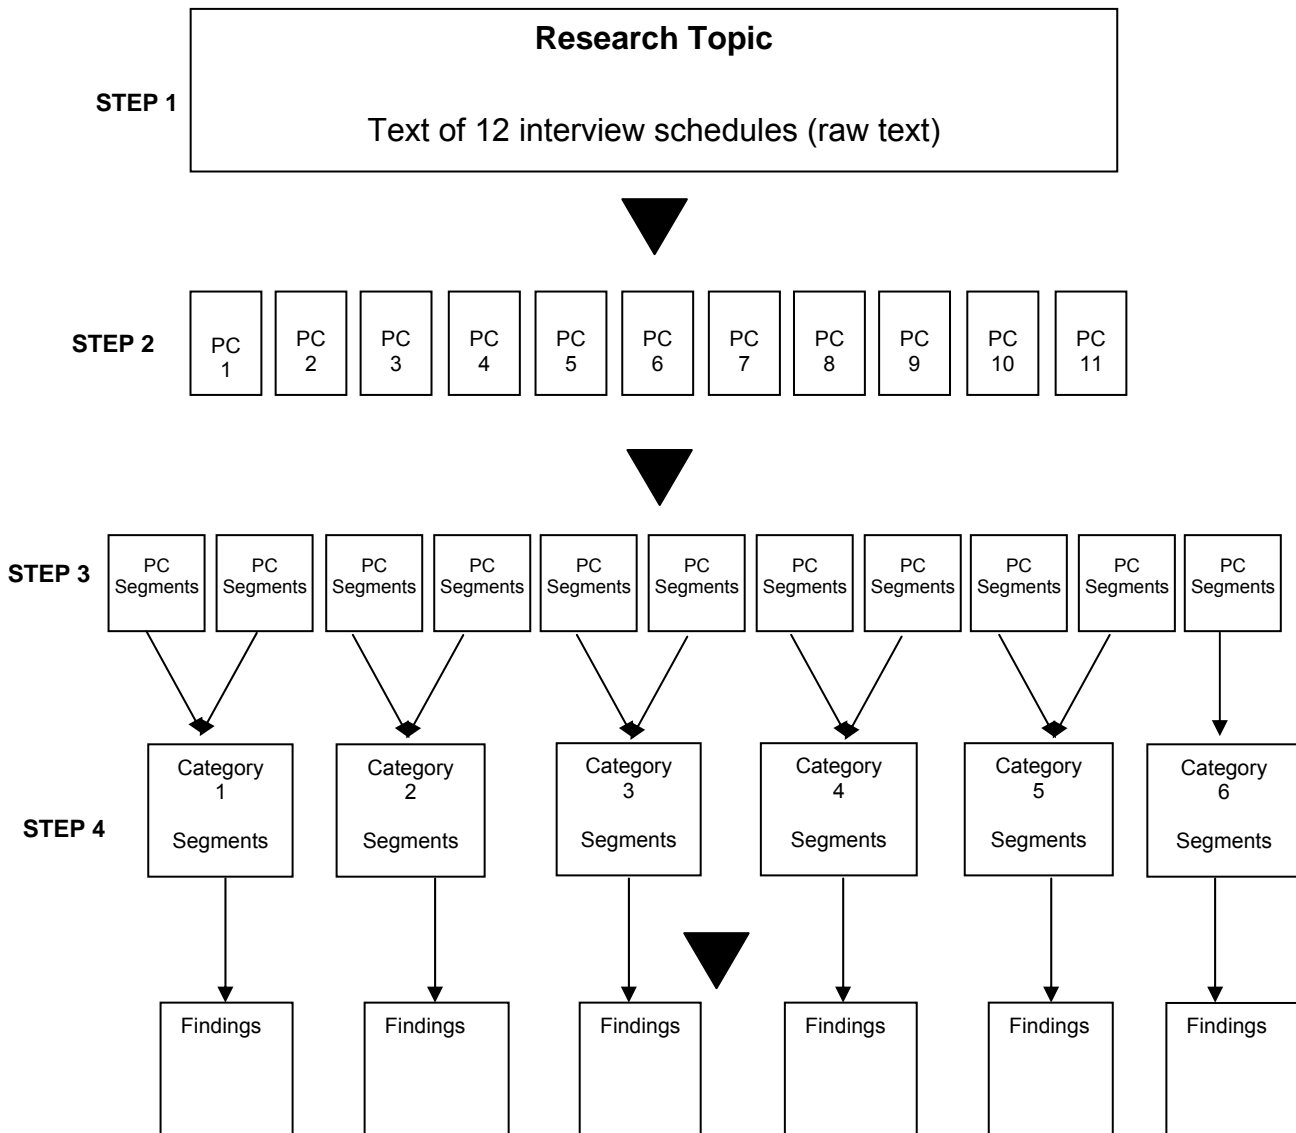 Research Topic
STEP 1
Text of 12 interview schedules (raw text)
STEP 2
PC
1
PC
2
PC
3
PC
4
PC
5
PC
6
PC
7
PC
8
PC
9
PC
10
PC
11
STEP 3
PC
Segments
PC
Segments
PC
Segments
PC
Segments
PC
Segments
PC
Segments
PC
Segments
PC
Segments
PC
Segments
PC
Segments
PC
Segments
STEP 4
Category
1
Segments
Category
2
Segments
Category
3
Segments
Category
4
Segments
Category
5
Segments
Category
6
Segments
Findings
Findings
Findings
Findings
Findings
Findings